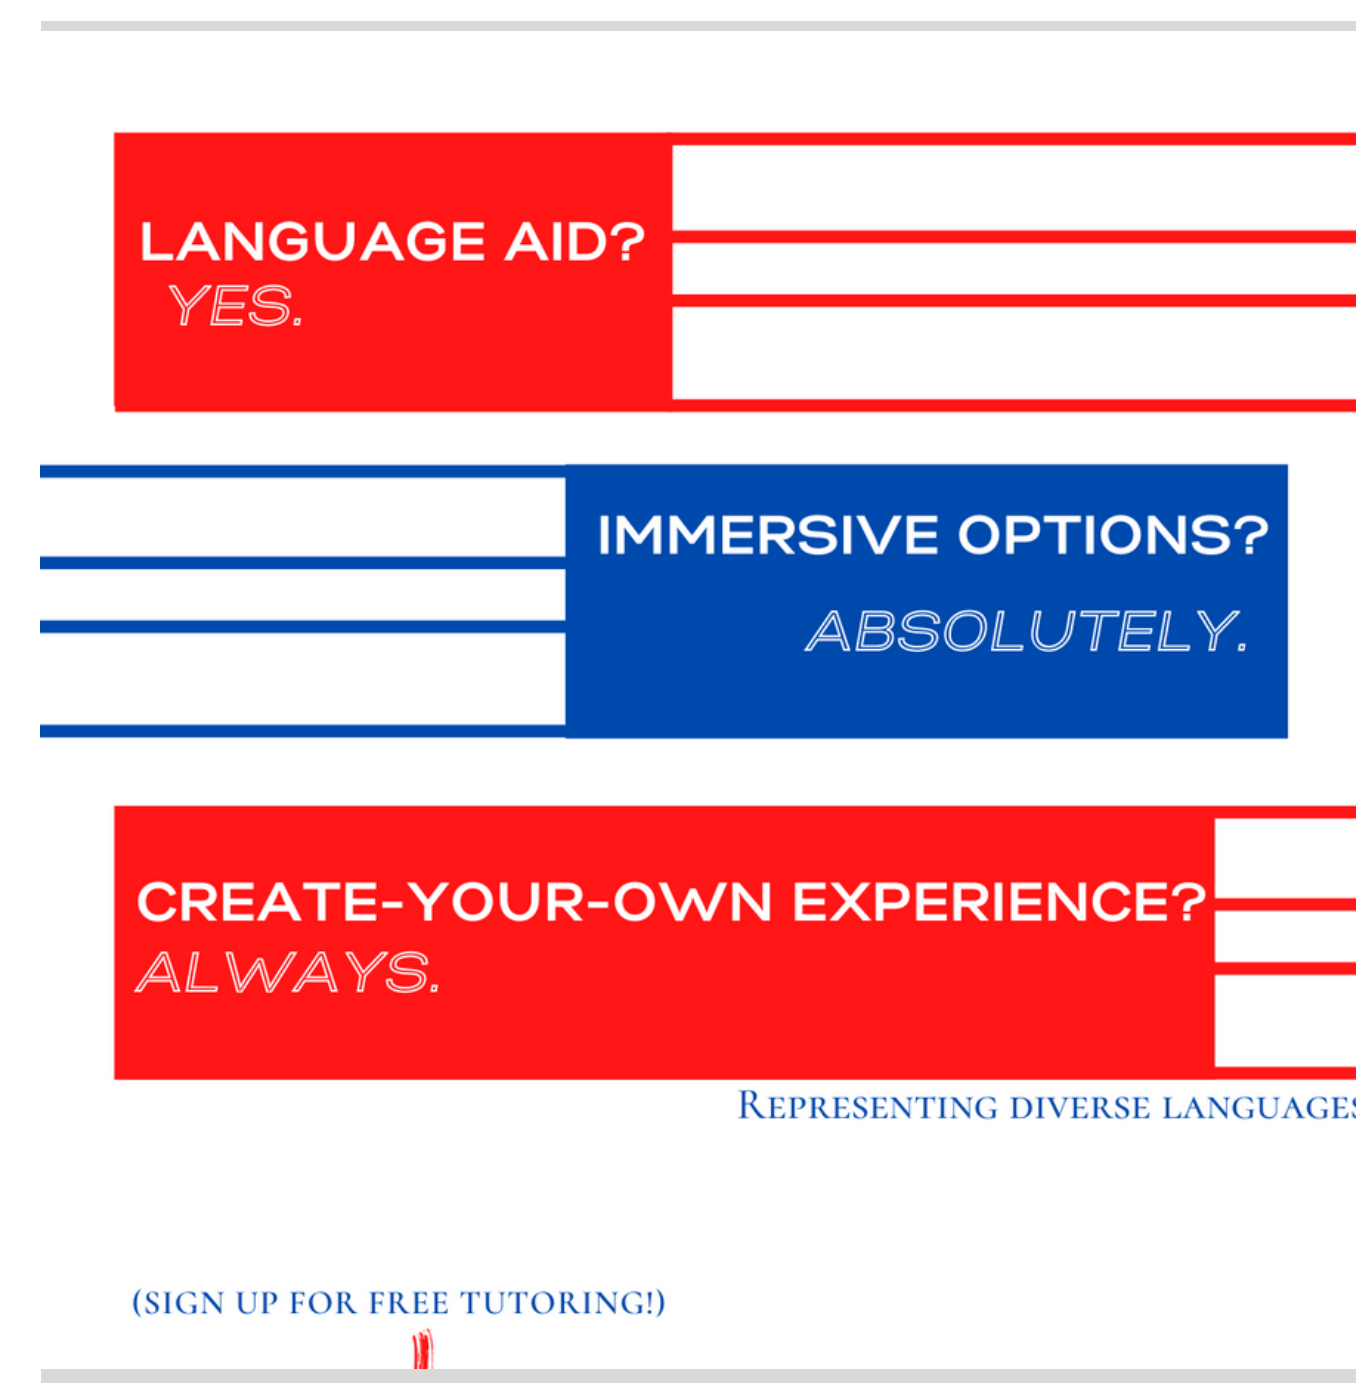 LANGUAGE AID?
YES.
IMMERSIVE OPTIONS?
ABSOLUTELY.
CREATE-YOUR-OWN EXPERIENCE?
ALWAYS.
REPRESENTING DIVERSE LANGUAGES
(SIGN UP FOR FREE TUTORING!)